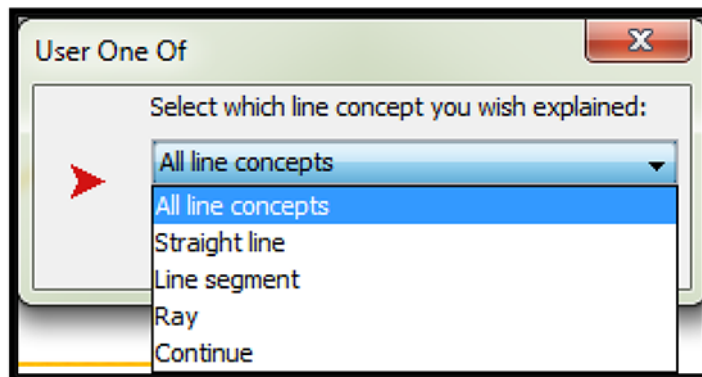 User One Of
Select which line concept you wish explained:
All line concepts
All line concepts
Straight line
Line segment
Ray
Continue